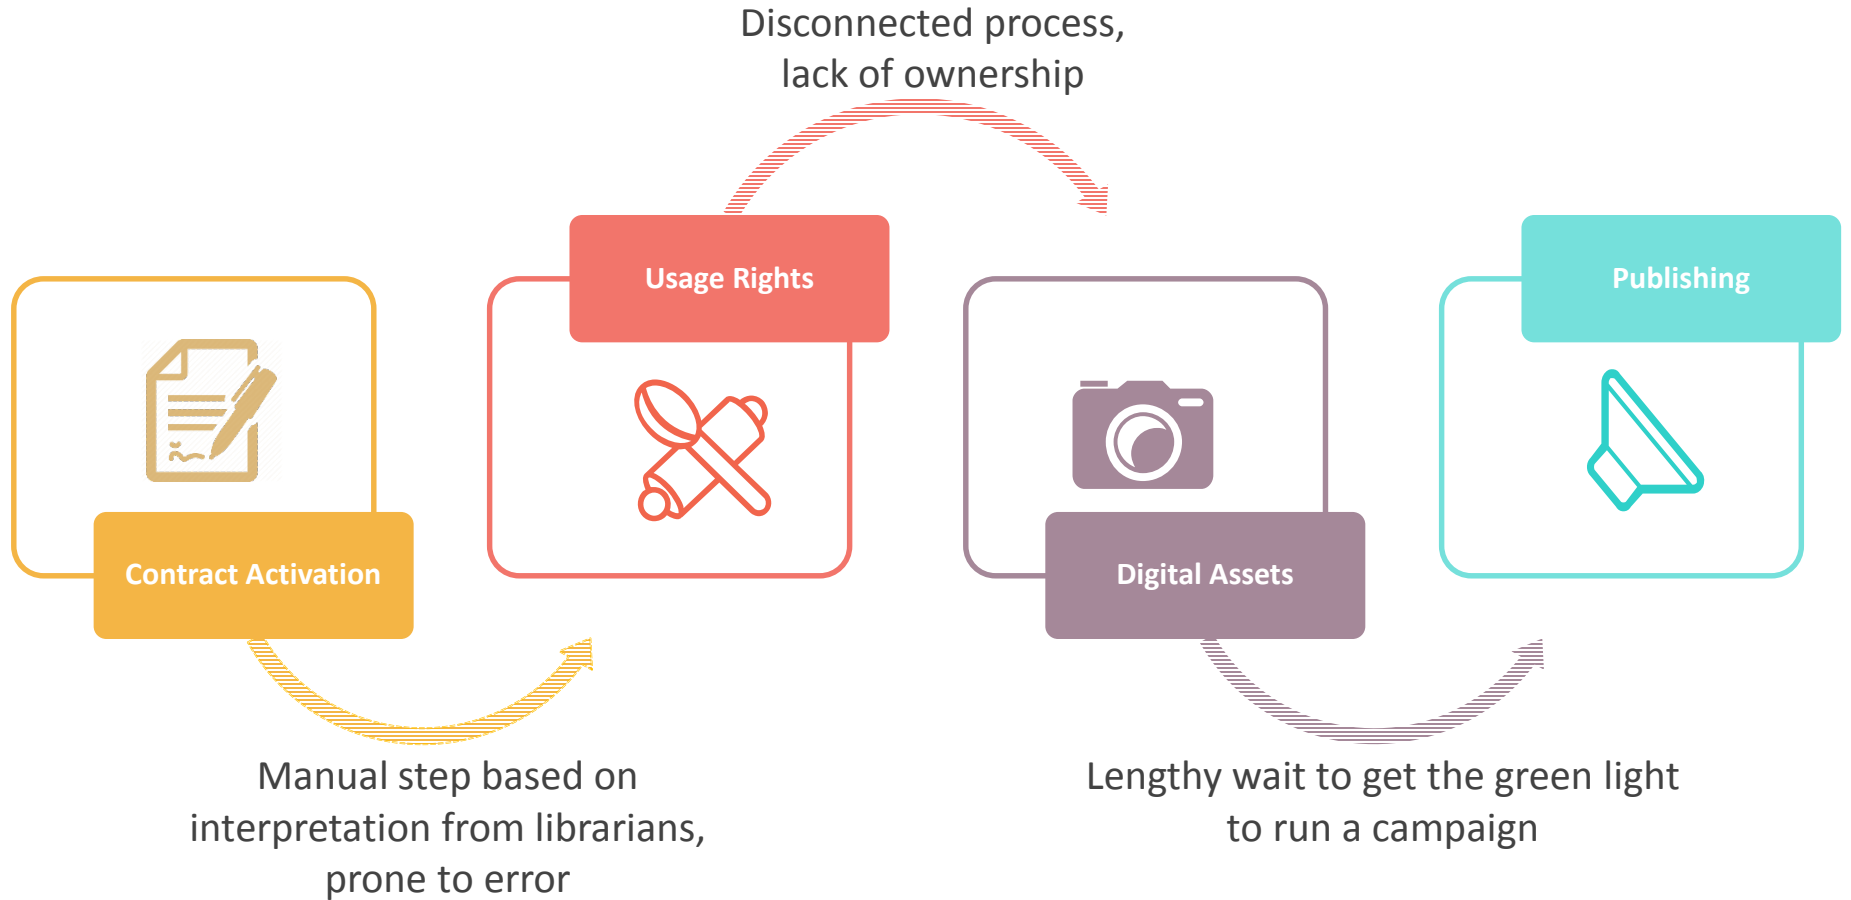 Disconnected process,
lack of ownership
Usage Rights
Publishing
Contract Activation
Digital Assets
Manual step based on
interpretation from librarians,
prone to error
Lengthy wait to get the green light
to run a campaign